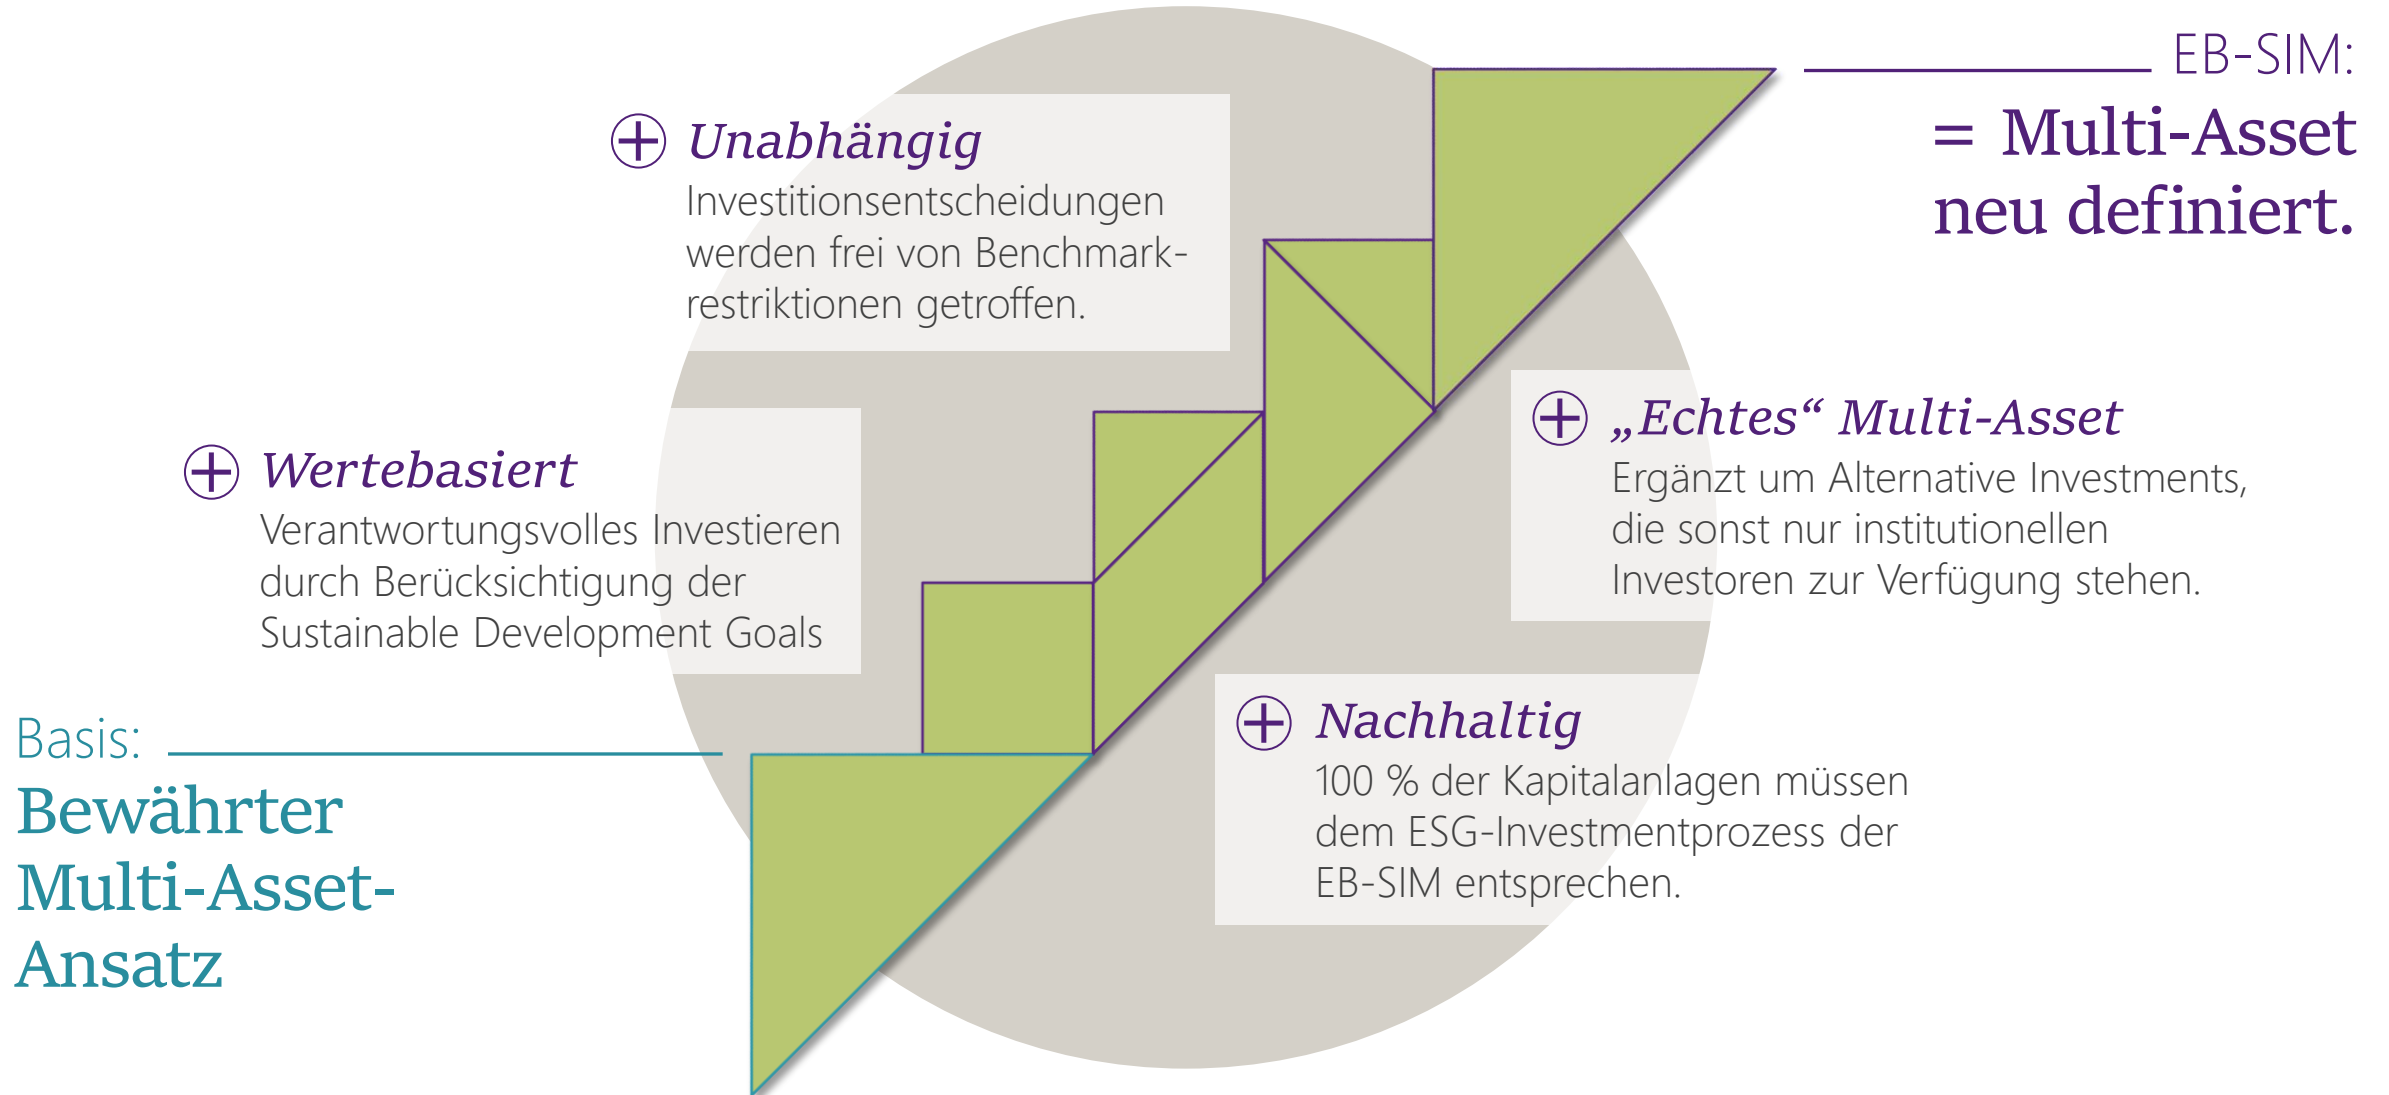 EB-SIM:
= Multi-Asset
neu definiert.
Unabhängig
Investitionsentscheidungen
werden frei von Benchmark-
restriktionen getroffen.
„Echtes“ Multi-Asset
Ergänzt um Alternative Investments,
die sonst nur institutionellen
Investoren zur Verfügung stehen.
Wertebasiert
Verantwortungsvolles Investieren
durch Berücksichtigung der
Sustainable Development Goals
Nachhaltig
100 % der Kapitalanlagen müssen
dem ESG-Investmentprozess der
EB-SIM entsprechen.
Basis:
Bewährter
Multi-Asset-
Ansatz